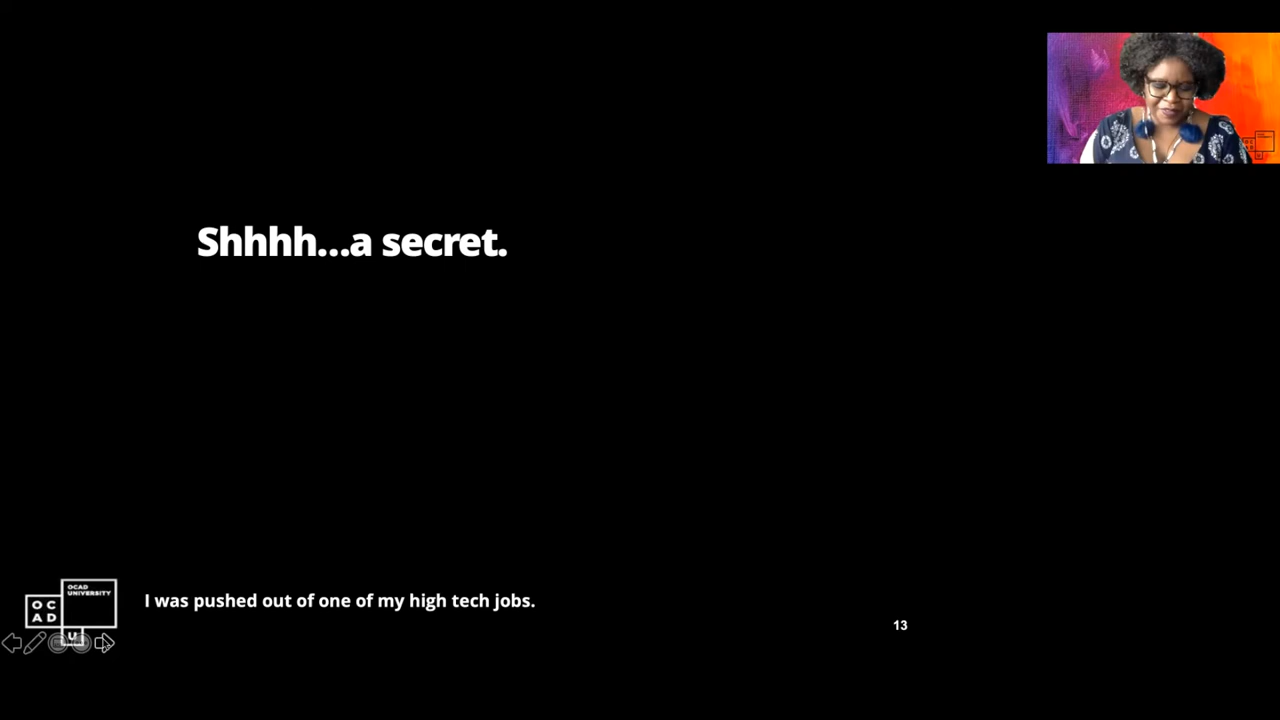 Shhhh...a secret.
OCAD
UNIVERSITY
O C
A D
U
I was pushed out of one of my high tech jobs.
13